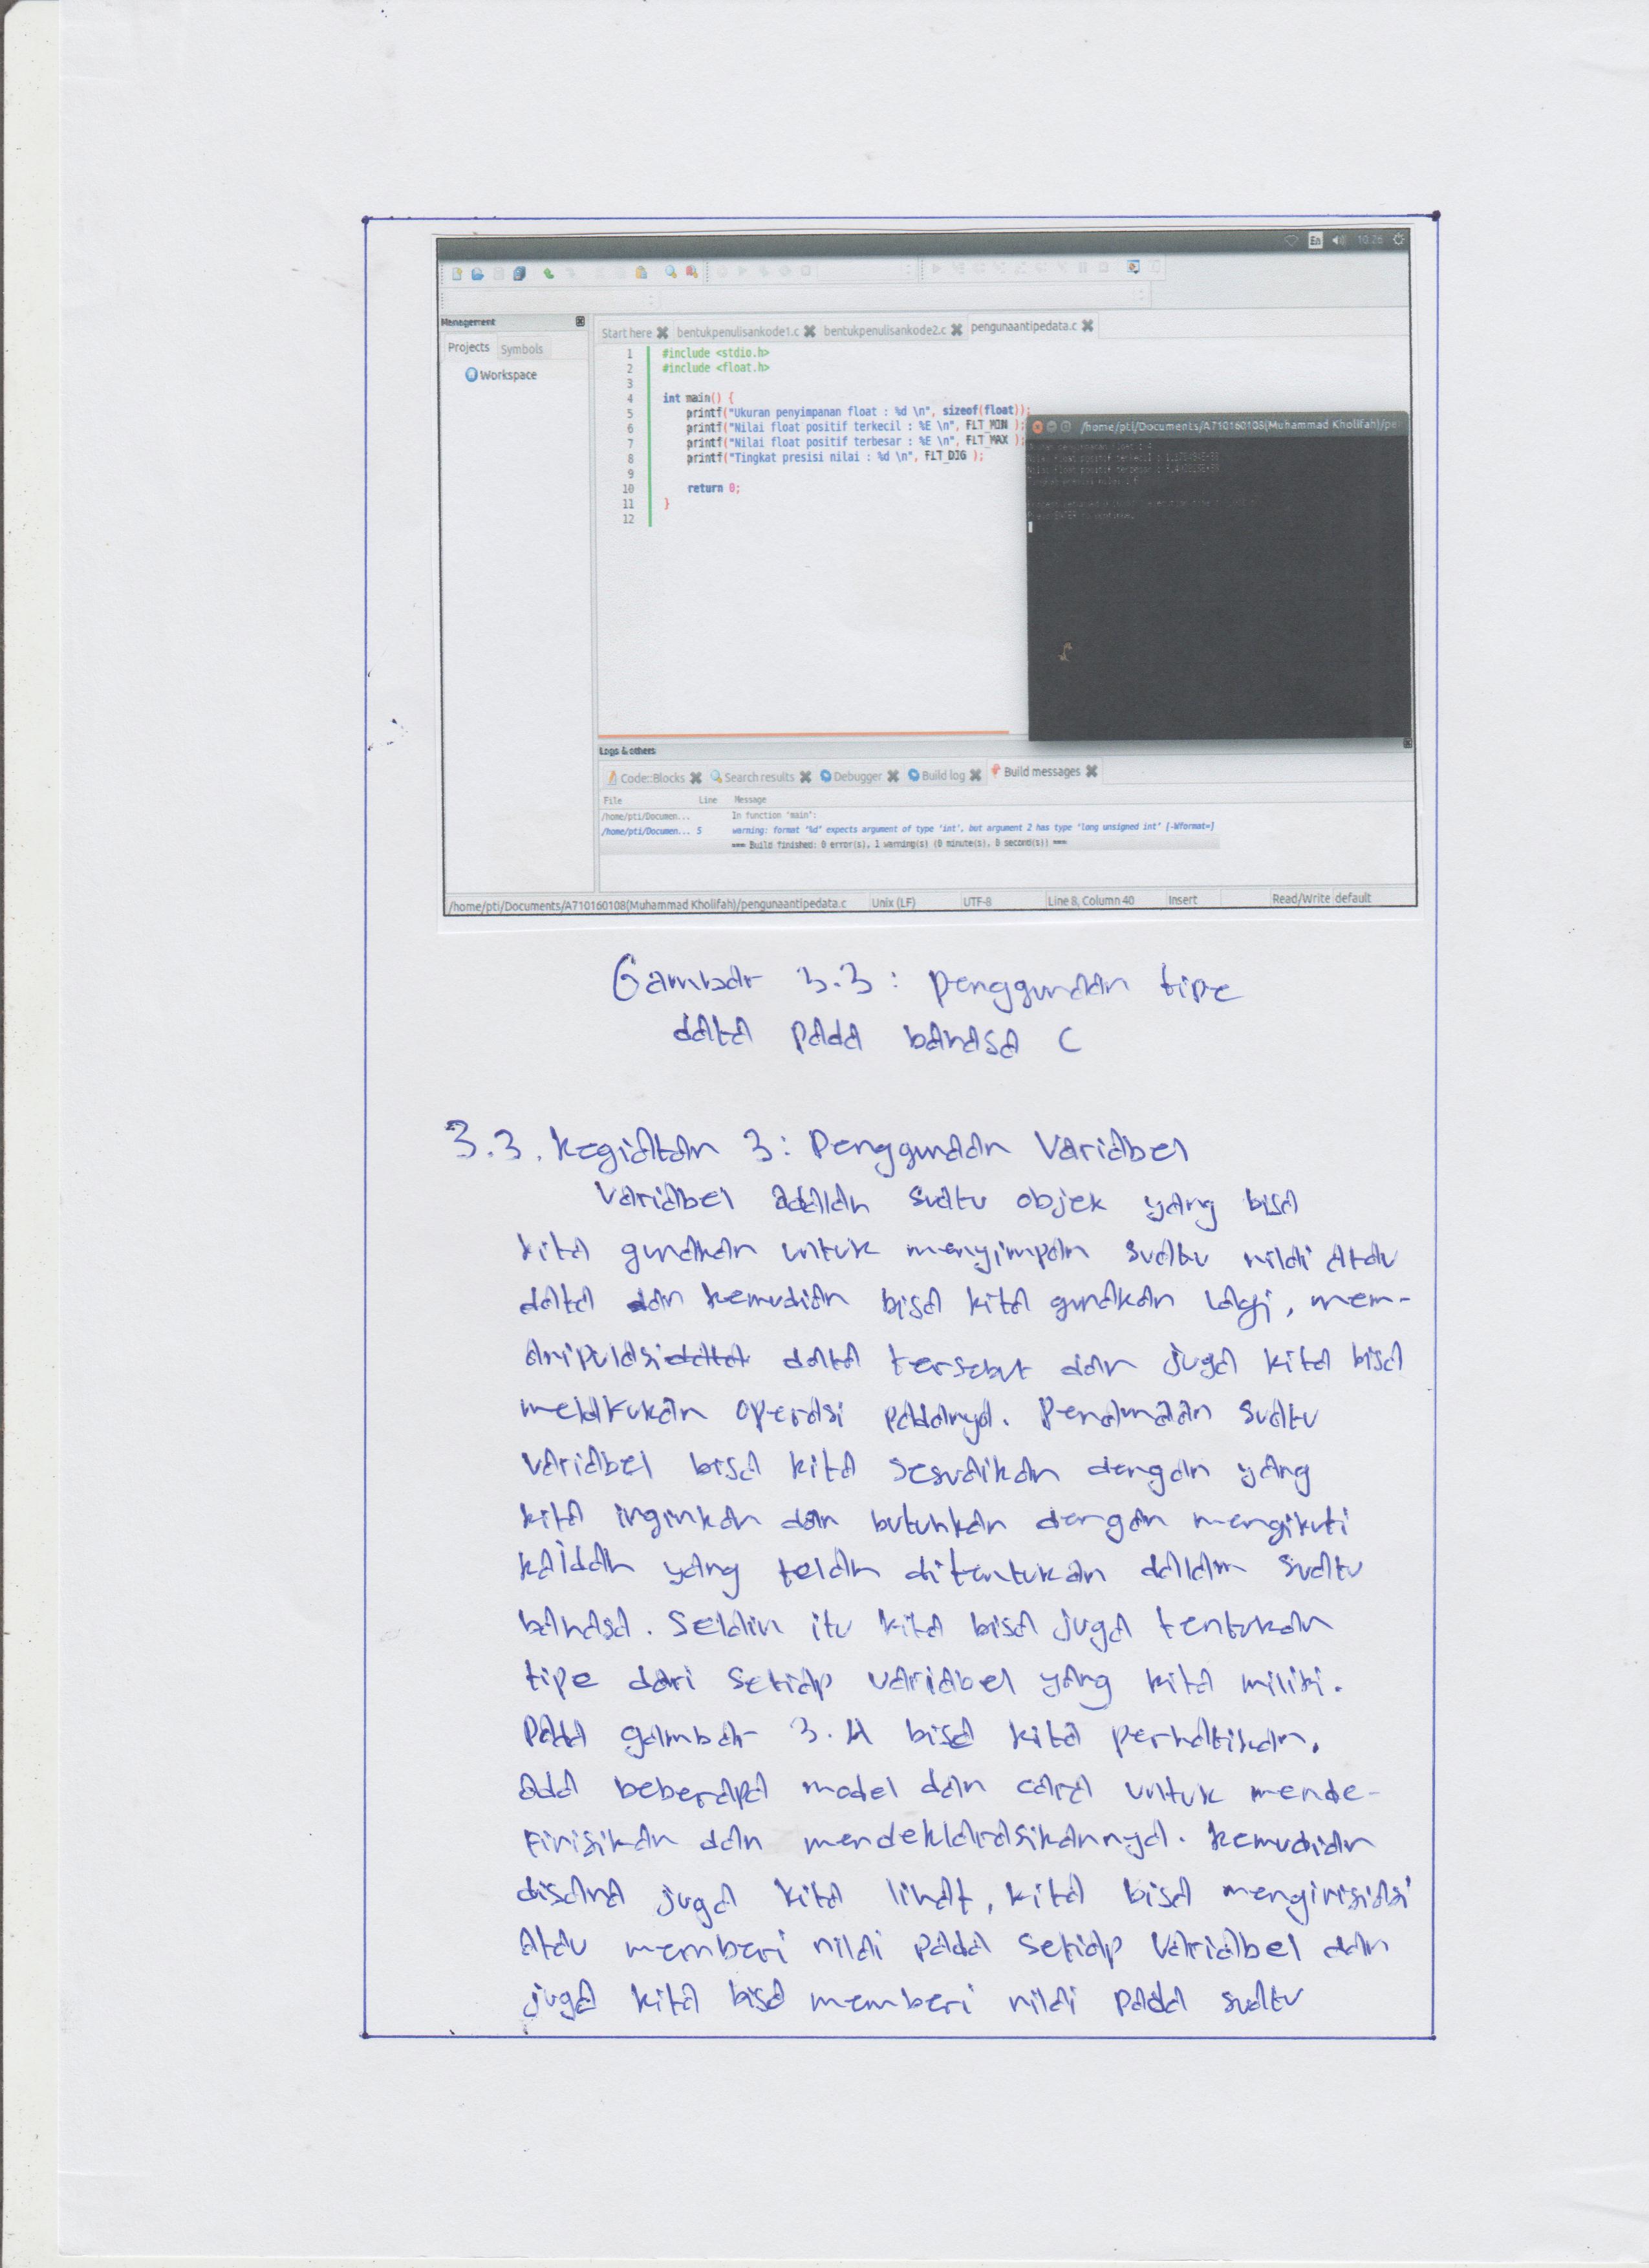 En 10:26
Management
Projects Symbols
Workspace
Start here bentukpenulisankode1.c bentukpenulisankode2.c pengunaantipedata.c
1 #include <stdio.h>
2 #include <float.h>
3
4 int main() {
5 printf("Ukuran penyimpanan float : %d \n", sizeof(float));
6 printf("Nilai float positif terkecil : %E \n", FLT_MIN );
7 printf("Nilai float positif terbesar : %E \n", FLT_MAX );
8 printf("Tingkat presisi nilai : %d \n", FLT_DIG );
9
10 return 0;
11 }
12
/home/pti/Documents/A710160108(Muhammad Kholifah)/pe
Logs & others
Code::Blocks Search results Debugger Build log Build messages
File Line Message
/home/pti/Documen... In function 'main':
/home/pti/Documen... 5 warning: format '%d' expects argument of type 'int', but argument 2 has type 'long unsigned int' [-Wformat=]
=== Build finished: 0 error(s), 1 warning(s) (0 minute(s), 0 second(s)) ===
/home/pti/Documents/A710160108(Muhammad Kholifah)/pengunaantipedata.c Unix (LF) UTF-8 Line 8, Column 40 Insert Read/Write default
Gambar 3.3 : Penggunaan tipe
data pada bahasa C
3.3. Kegiatan 3 : Penggunaan Variabel
Variabel adalah suatu objek yang bisa
kita gunakan untuk menyimpan suatu nilai atau
data dan kemudian bisa kita gunakan lagi, mem-
anipulasi data tersebut dan juga kita bisa
melakukan operasi padanya. Penamaan suatu
variabel bisa kita sesuaikan dengan yang
kita inginkan dan butuhkan dengan mengikuti
kaidah yang telah ditentukan dalam suatu
bahasa. Selain itu kita bisa juga tentukan
tipe dari setiap variabel yang kita miliki.
Pada gambar 3.4 bisa kita perhatikan,
ada beberapa model dan cara untuk mende-
finisikan dan mendeklarasikannya. Kemudian
disana juga kita lihat, kita bisa menginisiasi
atau memberi nilai pada setiap variabel dan
juga kita bisa memberi nilai pada suatu